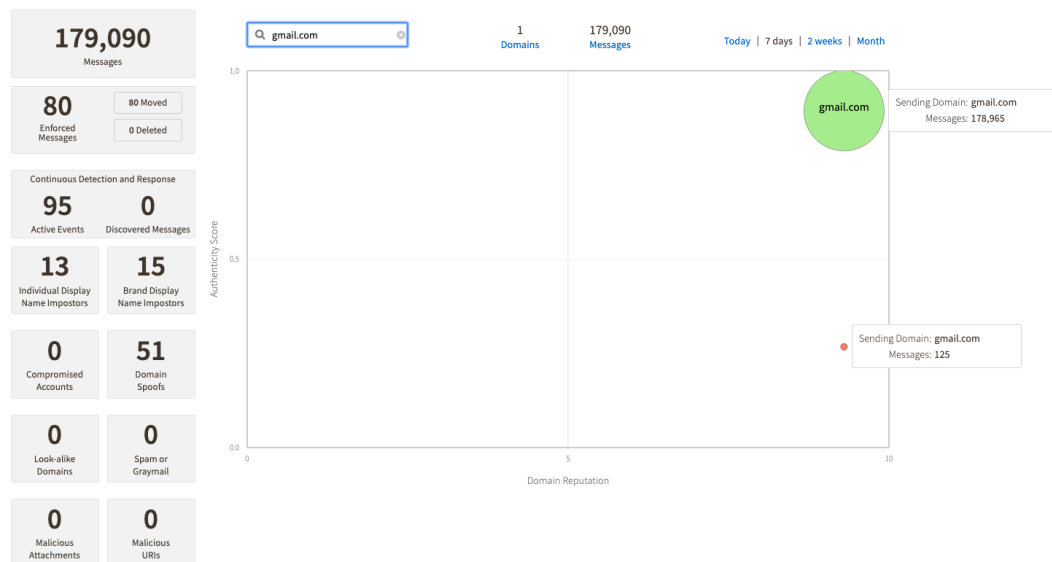 179,090
Messages
80
Enforced
Messages
80 Moved
0 Deleted
Continuous Detection and Response
95
Active Events
0
Discovered Messages
13
Individual Display
Name Impostors
15
Brand Display
Name Impostors
0
Compromised
Accounts
51
Domain
Spoofs
0
Look-alike
Domains
0
Spam or
Graymail
0
Malicious
Attachments
0
Malicious
URIs
gmail.com
1
Domains
179,090
Messages
Today | 7 days | 2 weeks | Month
1.0
0.5
0.0
Authenticity Score
gmail.com
Sending Domain: gmail.com
Messages: 178,965
Sending Domain: gmail.com
Messages: 125
0
5
10
Domain Reputation